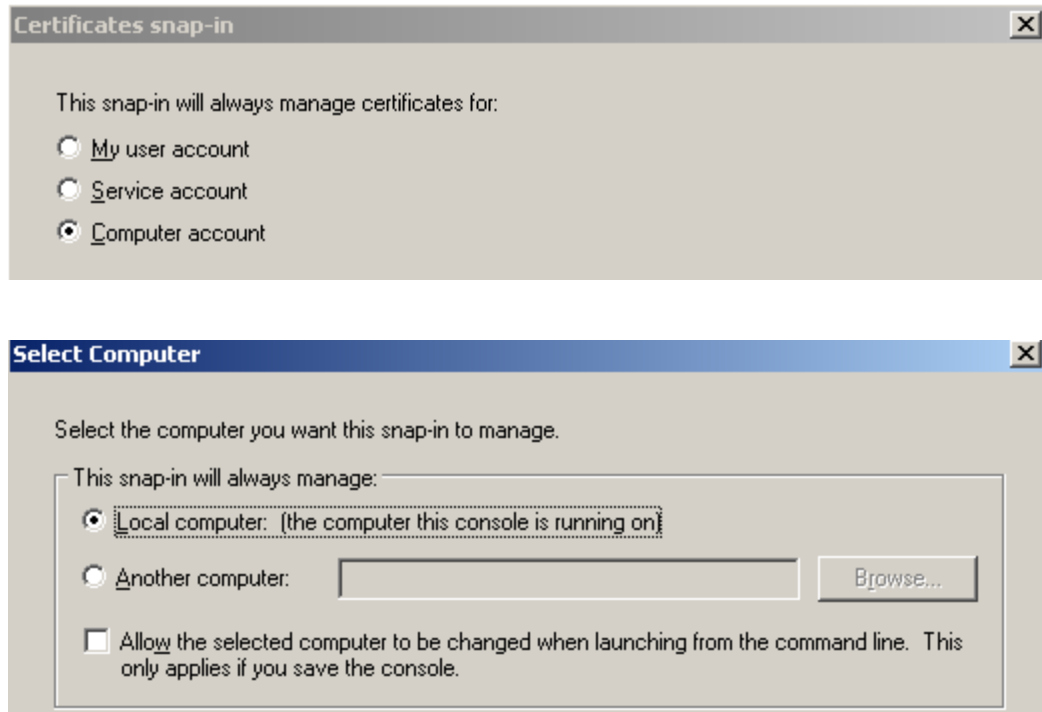 Certificates snap-in
This snap-in will always manage certificates for:
My user account
Service account
Computer account
Select Computer
Select the computer you want this snap-in to manage.
This snap-in will always manage:
Local computer: (the computer this console is running on)
Another computer:
Browse...
Allow the selected computer to be changed when launching from the command line. This
only applies if you save the console.